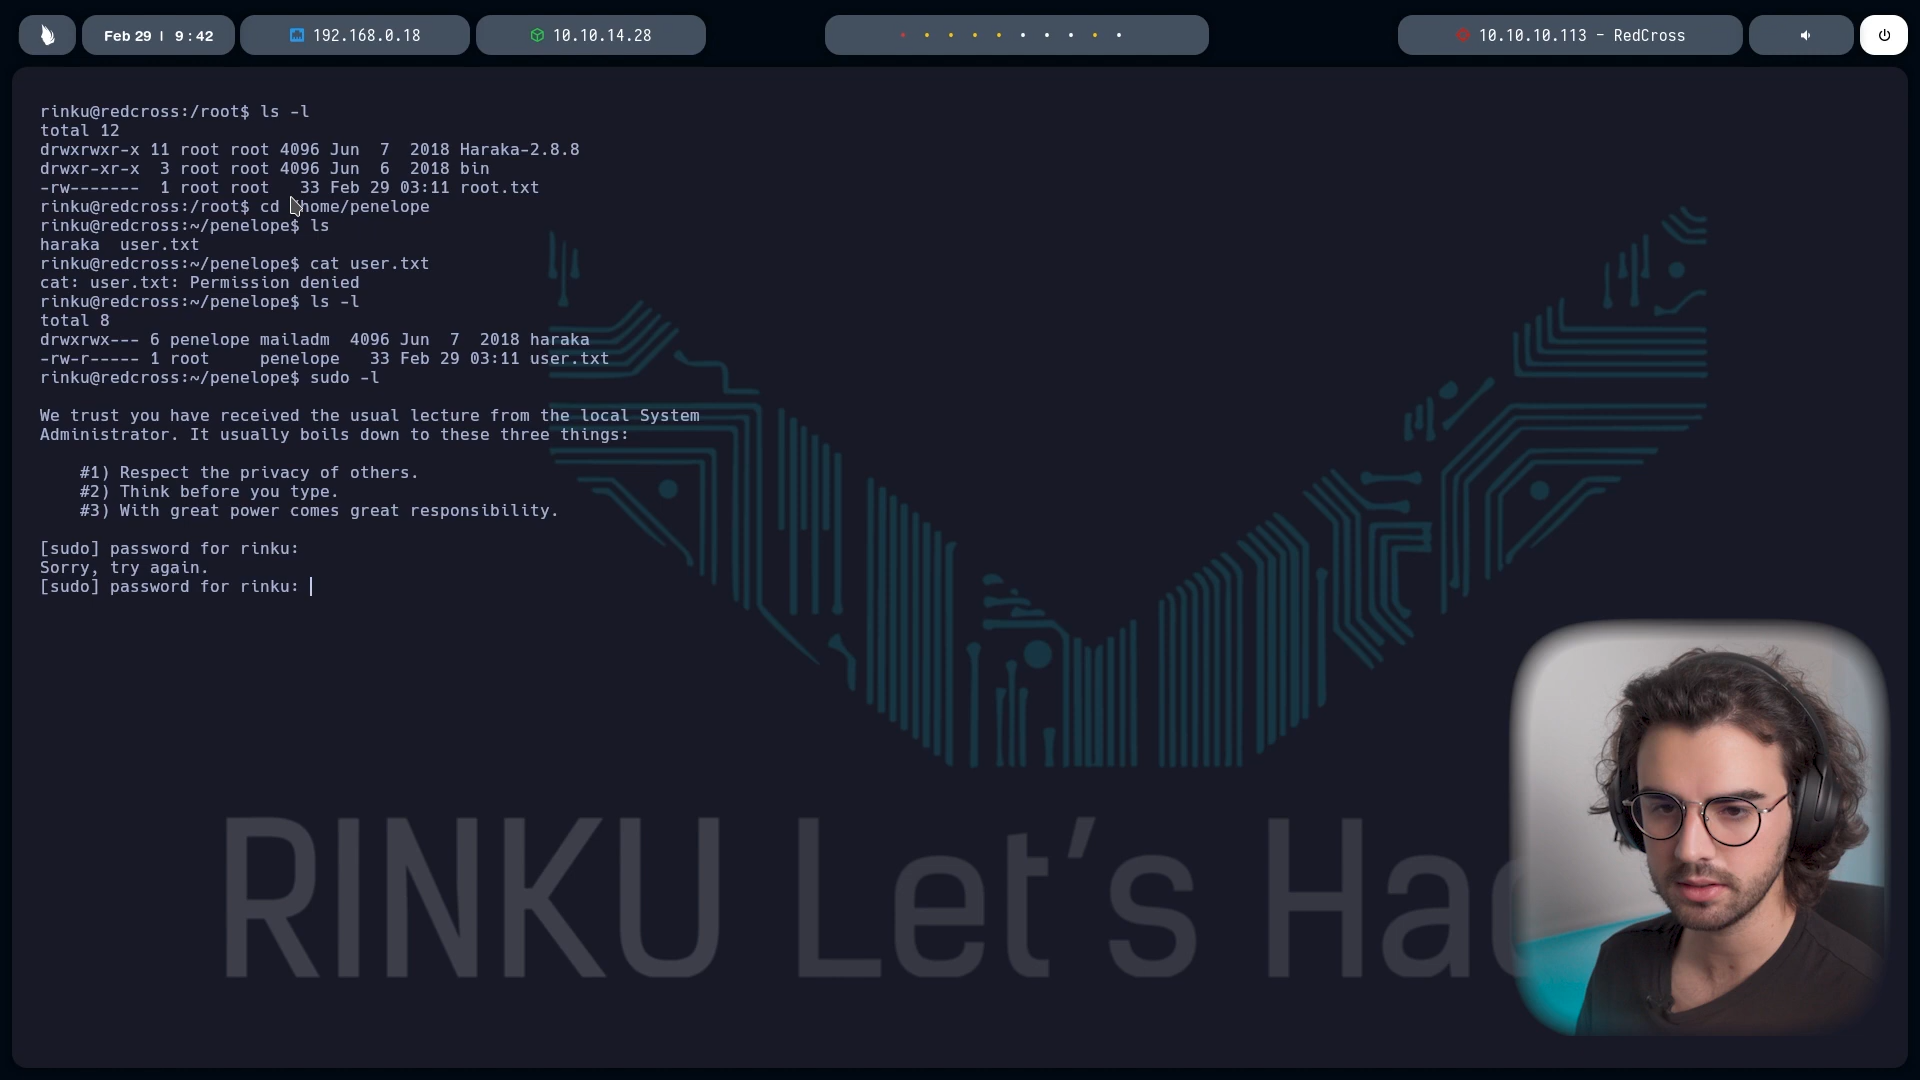 Feb 29 | 9:42
192.168.0.18
10.10.14.28
10.10.10.113 - RedCross
rinku@redcross:/root$ ls -l
total 12
drwxrwxr-x 11 root root 4096 Jun  7  2018 Haraka-2.8.8
drwxr-xr-x  3 root root 4096 Jun  6  2018 bin
-rw-------  1 root root   33 Feb 29 03:11 root.txt
rinku@redcross:/root$ cd /home/penelope
rinku@redcross:~/penelope$ ls
haraka  user.txt
rinku@redcross:~/penelope$ cat user.txt
cat: user.txt: Permission denied
rinku@redcross:~/penelope$ ls -l
total 8
drwxrwx--- 6 penelope mailadm  4096 Jun  7  2018 haraka
-rw-r----- 1 root     penelope   33 Feb 29 03:11 user.txt
rinku@redcross:~/penelope$ sudo -l
We trust you have received the usual lecture from the local System
Administrator. It usually boils down to these three things:
#1) Respect the privacy of others.
#2) Think before you type.
#3) With great power comes great responsibility.
[sudo] password for rinku:
Sorry, try again.
[sudo] password for rinku:
RINKU Let's Hac